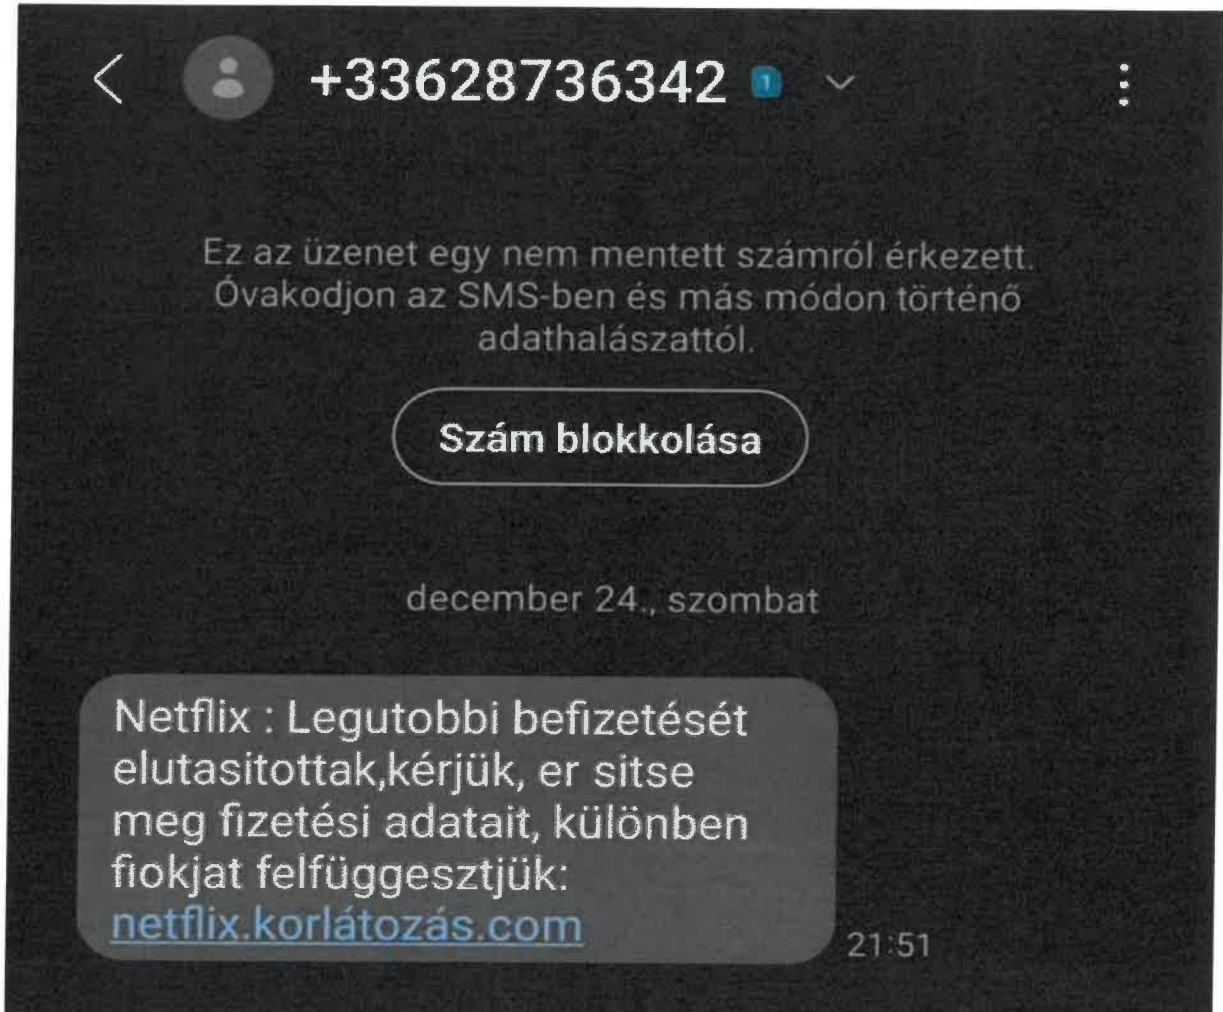 +33628736342 1
Ez az üzenet egy nem mentett számról érkezett.
Óvakodjon az SMS-ben és más módon történő
adathalászattól.
Szám blokkolása
december 24., szombat
Netflix : Legutobbi befizetését
elutasitottak,kérjük, er sitse
meg fizetési adatait, különben
fiokjat felfüggesztjük:
netflix.korlátozás.com
21:51